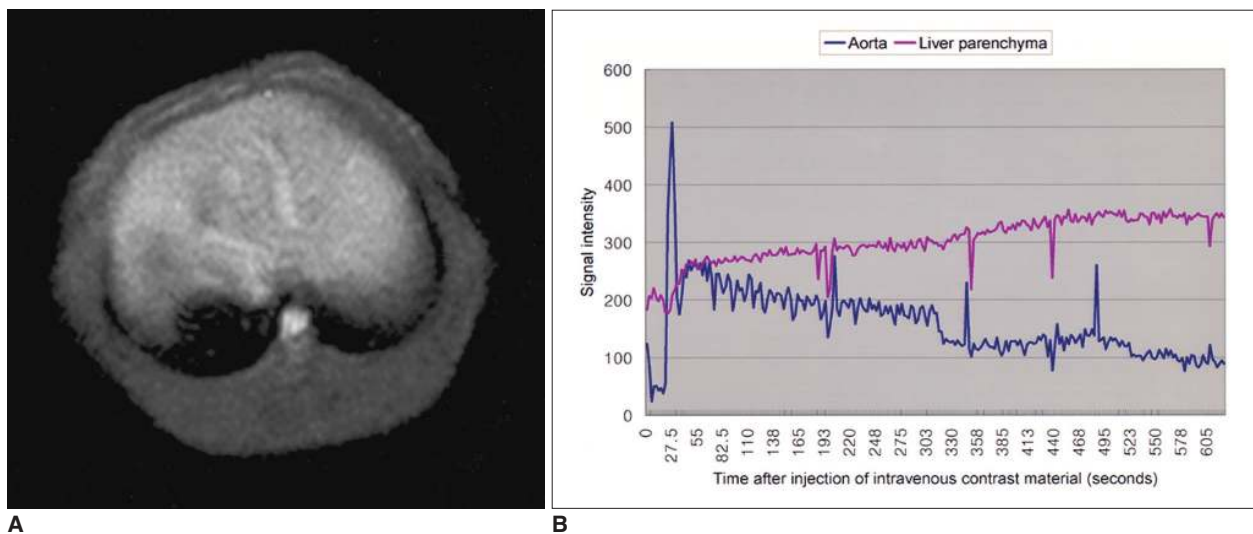 Aorta Liver parenchyma
600
500
400
300
200
100
0
Signal intensity
0 27.5 55 82.5 110 138 165 193 220 248 275 303 330 358 385 413 440 468 495 523 550 578 605
Time after injection of intravenous contrast material (seconds)
A B